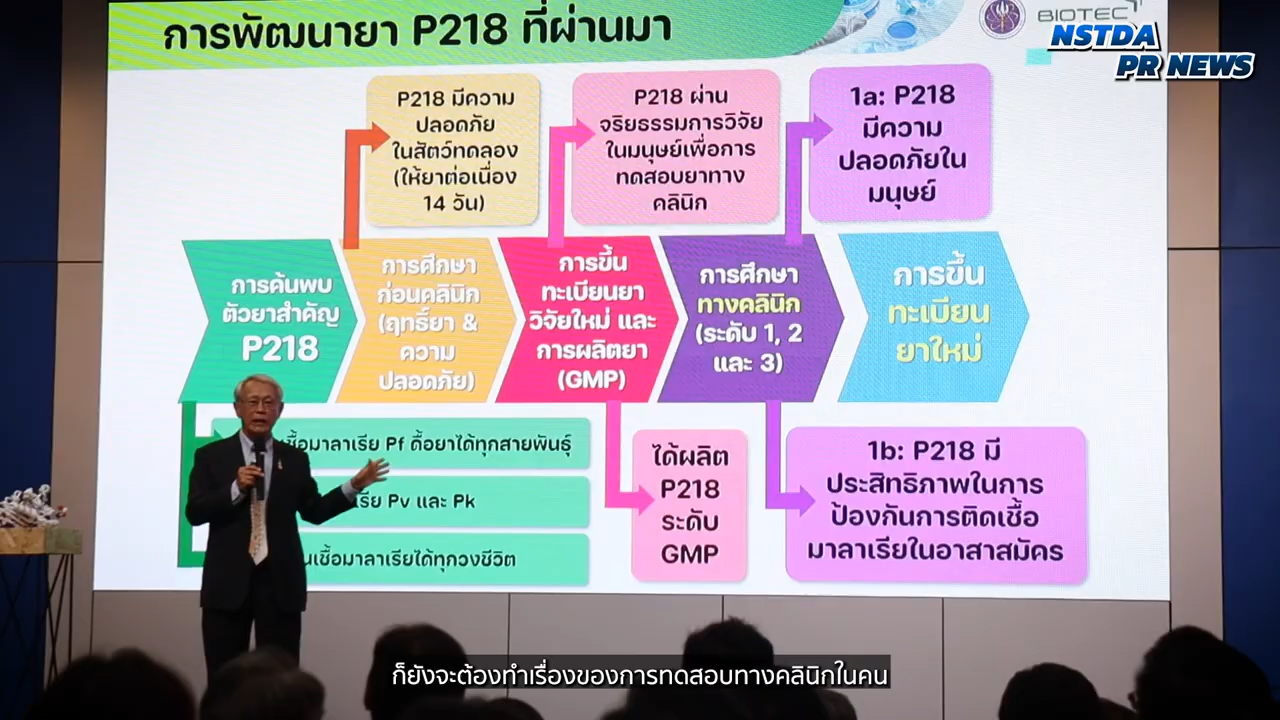 การพัฒนายา P218 ที่ผ่านมา
BIOTEC
NSTDA
PR NEWS
P218 มีความ
ปลอดภัย
ในสัตว์ทดลอง
(ให้ยาต่อเนื่อง
14 วัน)
P218 ผ่าน
จริยธรรมการวิจัย
ในมนุษย์เพื่อการ
ทดสอบยาทาง
คลินิก
1a: P218
มีความ
ปลอดภัยใน
มนุษย์
การค้นพบ
ตัวยาสำคัญ
P218
การศึกษา
ก่อนคลินิก
(ฤทธิ์ยา &
ความ
ปลอดภัย)
การขึ้น
ทะเบียนยา
วิจัยใหม่ และ
การผลิตยา
(GMP)
การศึกษา
ทางคลินิก
(ระดับ 1, 2
และ 3)
การขึ้น
ทะเบียน
ยาใหม่
เชื้อมาลาเรีย Pf ดื้อยาได้ทุกสายพันธุ์
Pv และ Pk
เชื้อมาลาเรียได้ทุกวงชีวิต
ได้ผลิต
P218
ระดับ
GMP
1b: P218 มี
ประสิทธิภาพในการ
ป้องกันการติดเชื้อ
มาลาเรียในอาสาสมัคร
ก็ยังจะต้องทำเรื่องของการทดสอบทางคลินิกในคน